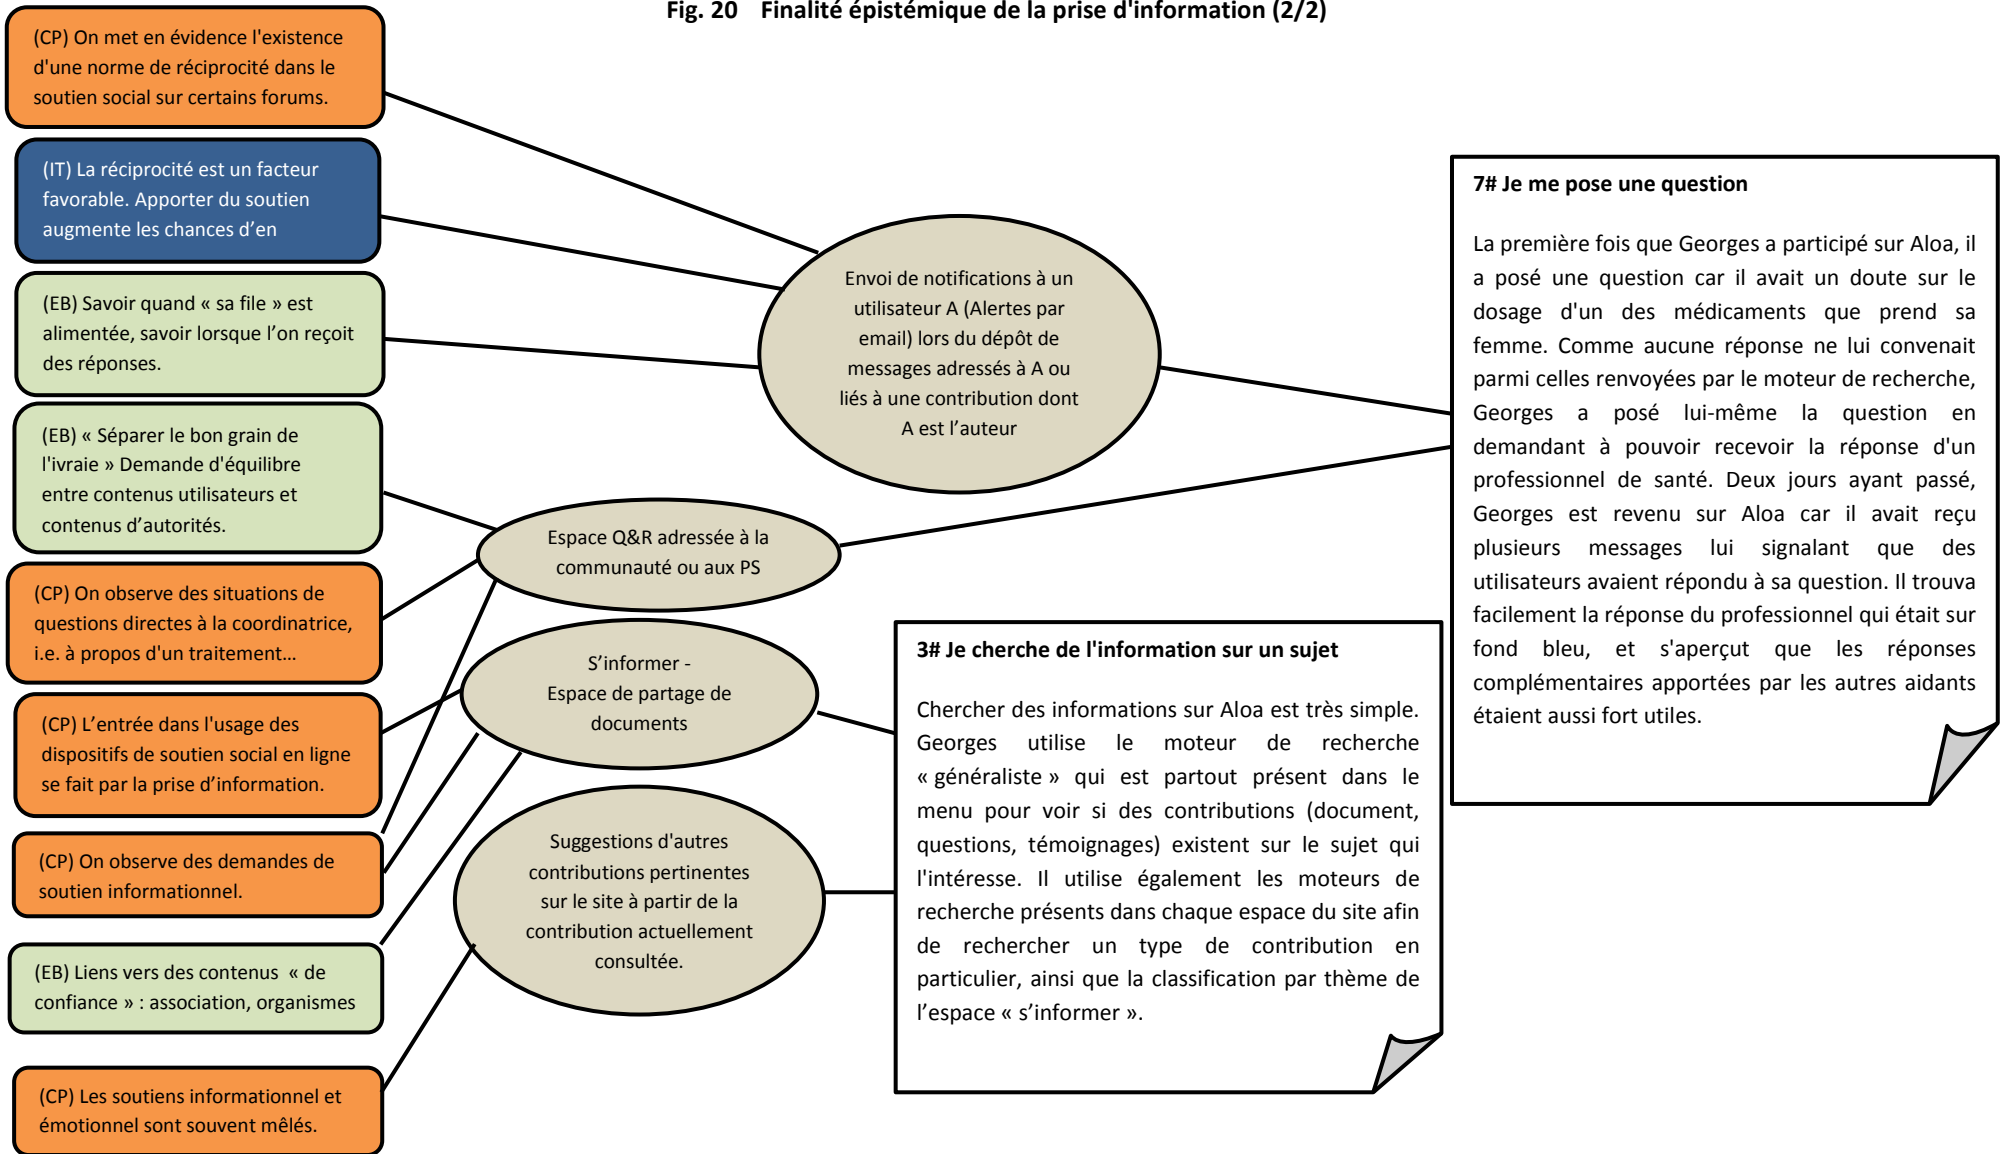 Fig. 20 Finalité épistémique de la prise d'information (2/2)
(CP) On met en évidence l'existence
d'une norme de réciprocité dans le
soutien social sur certains forums.
(IT) La réciprocité est un facteur
favorable. Apporter du soutien
augmente les chances d’en
(EB) Savoir quand « sa file » est
alimentée, savoir lorsque l’on reçoit
des réponses.
(EB) « Séparer le bon grain de
l'ivraie » Demande d'équilibre
entre contenus utilisateurs et
contenus d’autorités.
(CP) On observe des situations de
questions directes à la coordinatrice,
i.e. à propos d'un traitement…
(CP) L’entrée dans l'usage des
dispositifs de soutien social en ligne
se fait par la prise d’information.
(CP) On observe des demandes de
soutien informationnel.
(EB) Liens vers des contenus « de
confiance » : association, organismes
(CP) Les soutiens informationnel et
émotionnel sont souvent mêlés.
Envoi de notifications à un
utilisateur A (Alertes par
email) lors du dépôt de
messages adressés à A ou
liés à une contribution dont
A est l’auteur
Espace Q&R adressée à la
communauté ou aux PS
S’informer -
Espace de partage de
documents
Suggestions d'autres
contributions pertinentes
sur le site à partir de la
contribution actuellement
consultée.
3# Je cherche de l'information sur un sujet
Chercher des informations sur Aloa est très simple.
Georges utilise le moteur de recherche
« généraliste » qui est partout présent dans le
menu pour voir si des contributions (document,
questions, témoignages) existent sur le sujet qui
l'intéresse. Il utilise également les moteurs de
recherche présents dans chaque espace du site afin
de rechercher un type de contribution en
particulier, ainsi que la classification par thème de
l’espace « s’informer ».
7# Je me pose une question
La première fois que Georges a participé sur Aloa, il
a posé une question car il avait un doute sur le
dosage d'un des médicaments que prend sa
femme. Comme aucune réponse ne lui convenait
parmi celles renvoyées par le moteur de recherche,
Georges a posé lui-même la question en
demandant à pouvoir recevoir la réponse d'un
professionnel de santé. Deux jours ayant passé,
Georges est revenu sur Aloa car il avait reçu
plusieurs messages lui signalant que des
utilisateurs avaient répondu à sa question. Il trouva
facilement la réponse du professionnel qui était sur
fond bleu, et s'aperçut que les réponses
complémentaires apportées par les autres aidants
étaient aussi fort utiles.